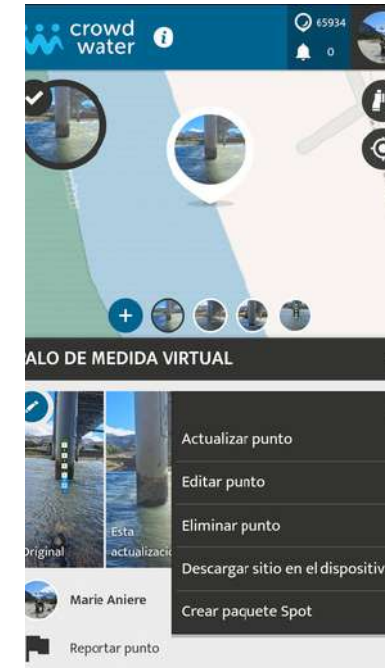 crowd
water
i
65934
0
ALO DE MEDIDA VIRTUAL
Original
Esta
actualizació
Actualizar punto
Editar punto
Eliminar punto
Descargar sitio en el dispositiv
Crear paquete Spot
Marie Aniere
Reportar punto